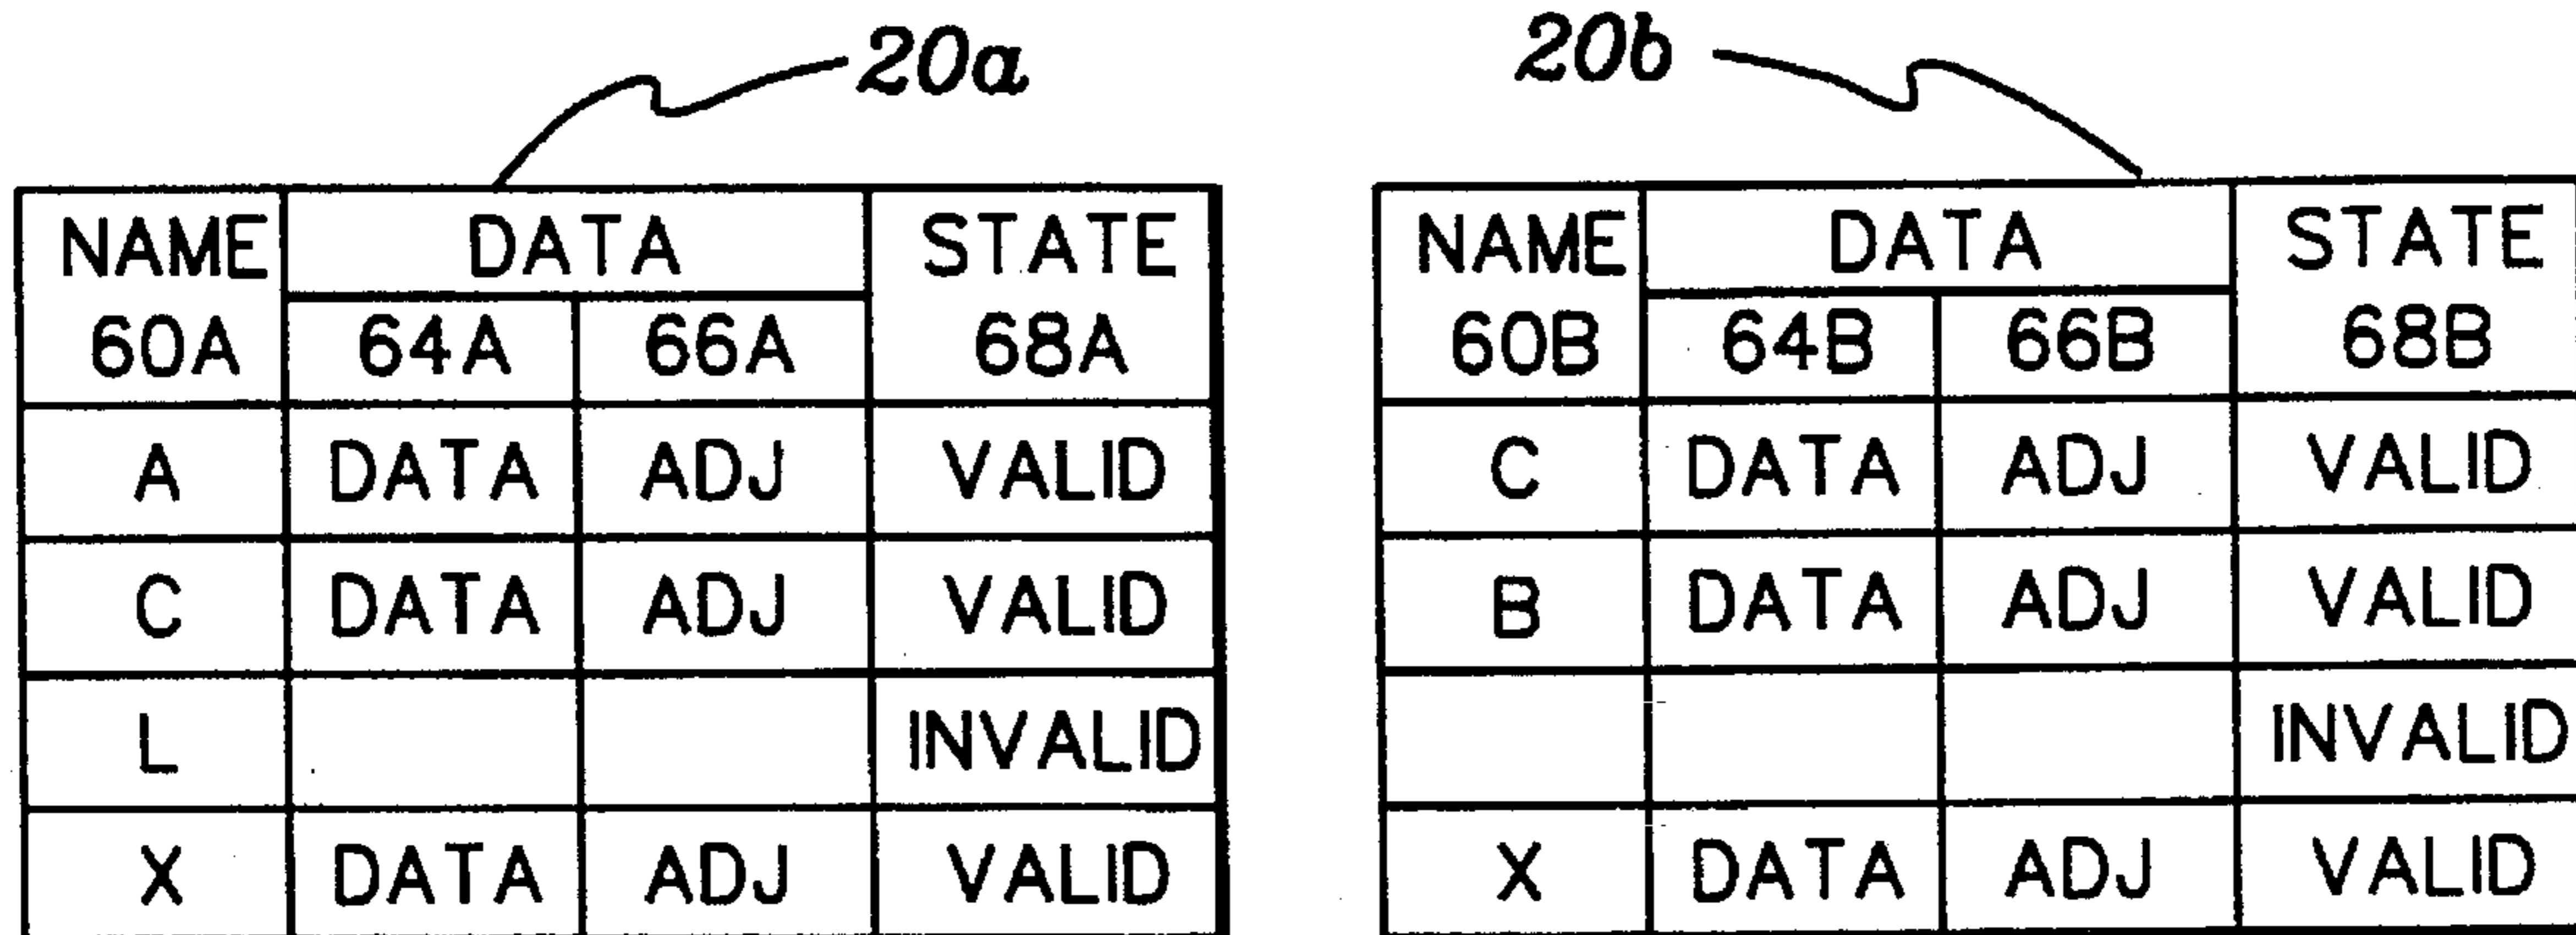 20a
NAME DATA STATE
60A 64A 66A 68A
A DATA ADJ VALID
C DATA ADJ VALID
L INVALID
X DATA ADJ VALID
20b
NAME DATA STATE
60B 64B 66B 68B
C DATA ADJ VALID
B DATA ADJ VALID
INVALID
X DATA ADJ VALID